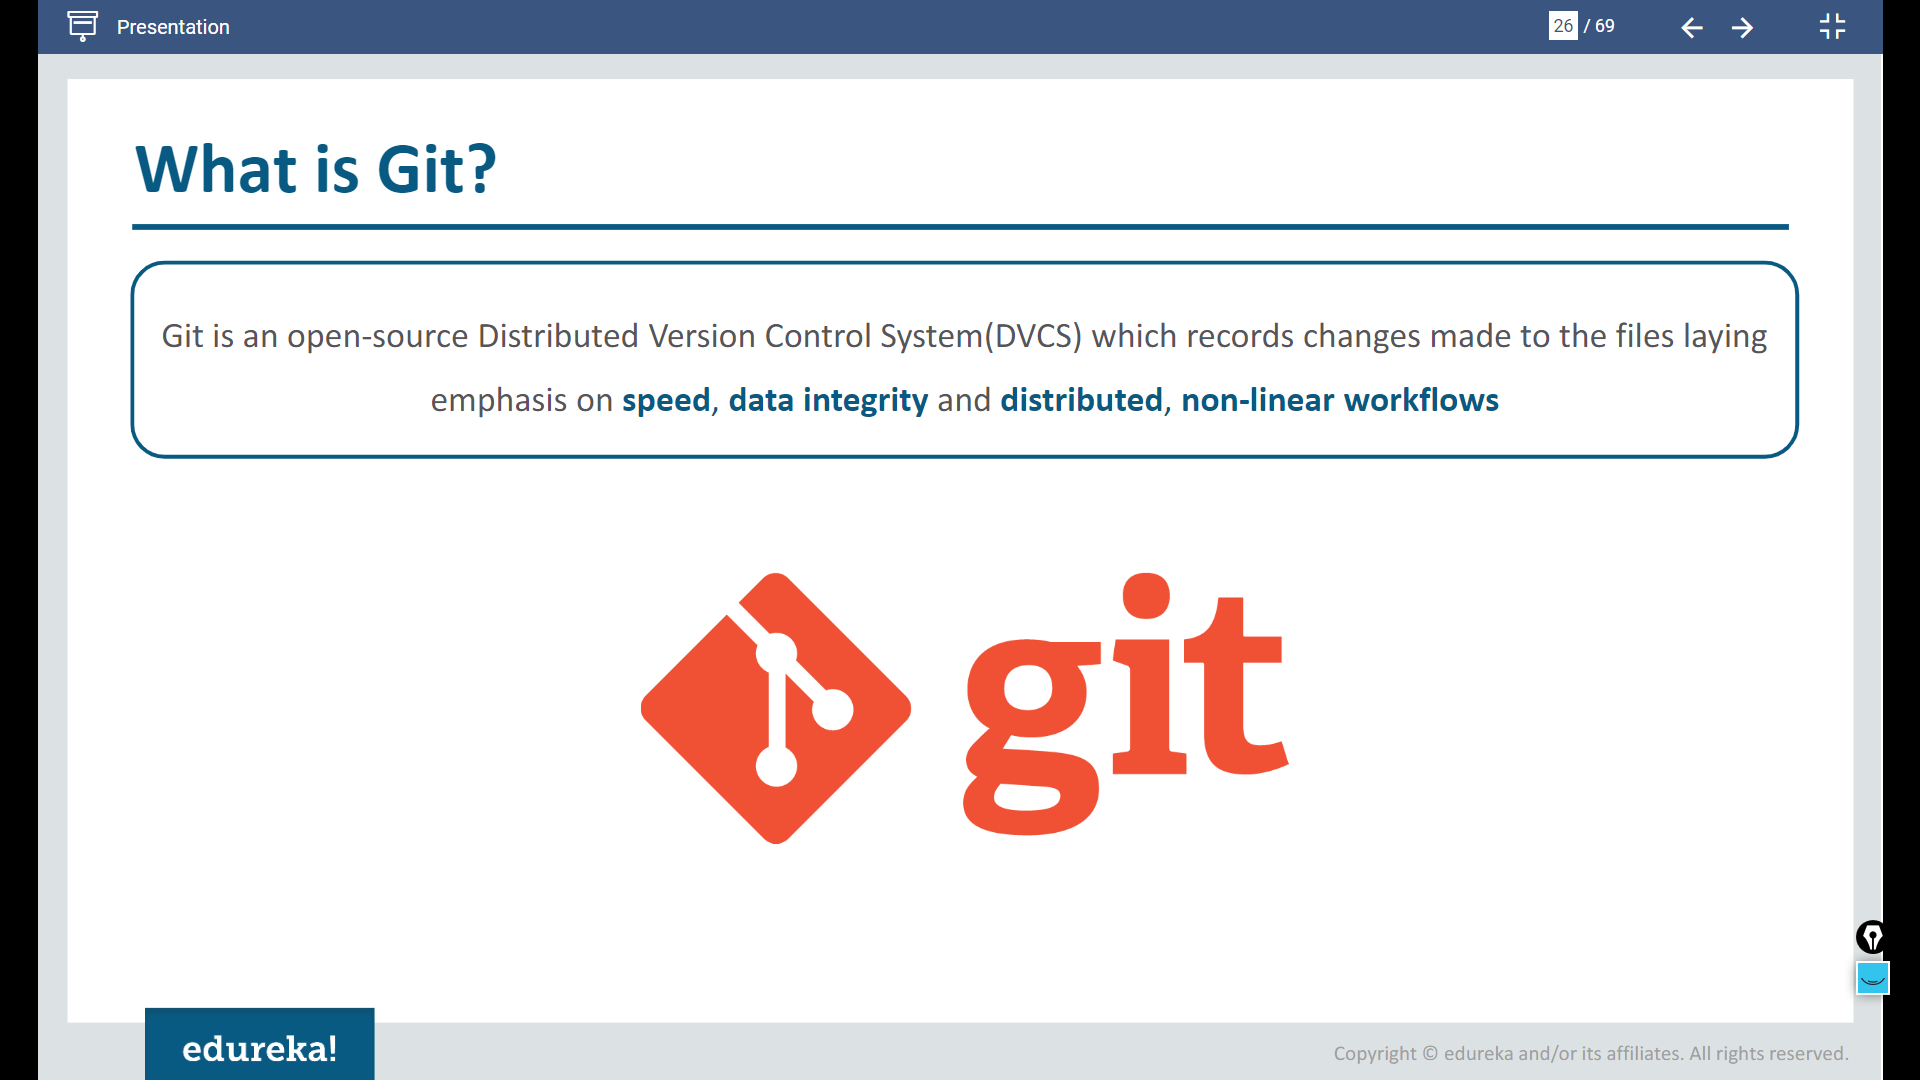 Presentation
26 / 69
What is Git?
Git is an open-source Distributed Version Control System(DVCS) which records changes made to the files laying
emphasis on speed, data integrity and distributed, non-linear workflows
git
edureka!
Copyright © edureka and/or its affiliates. All rights reserved.